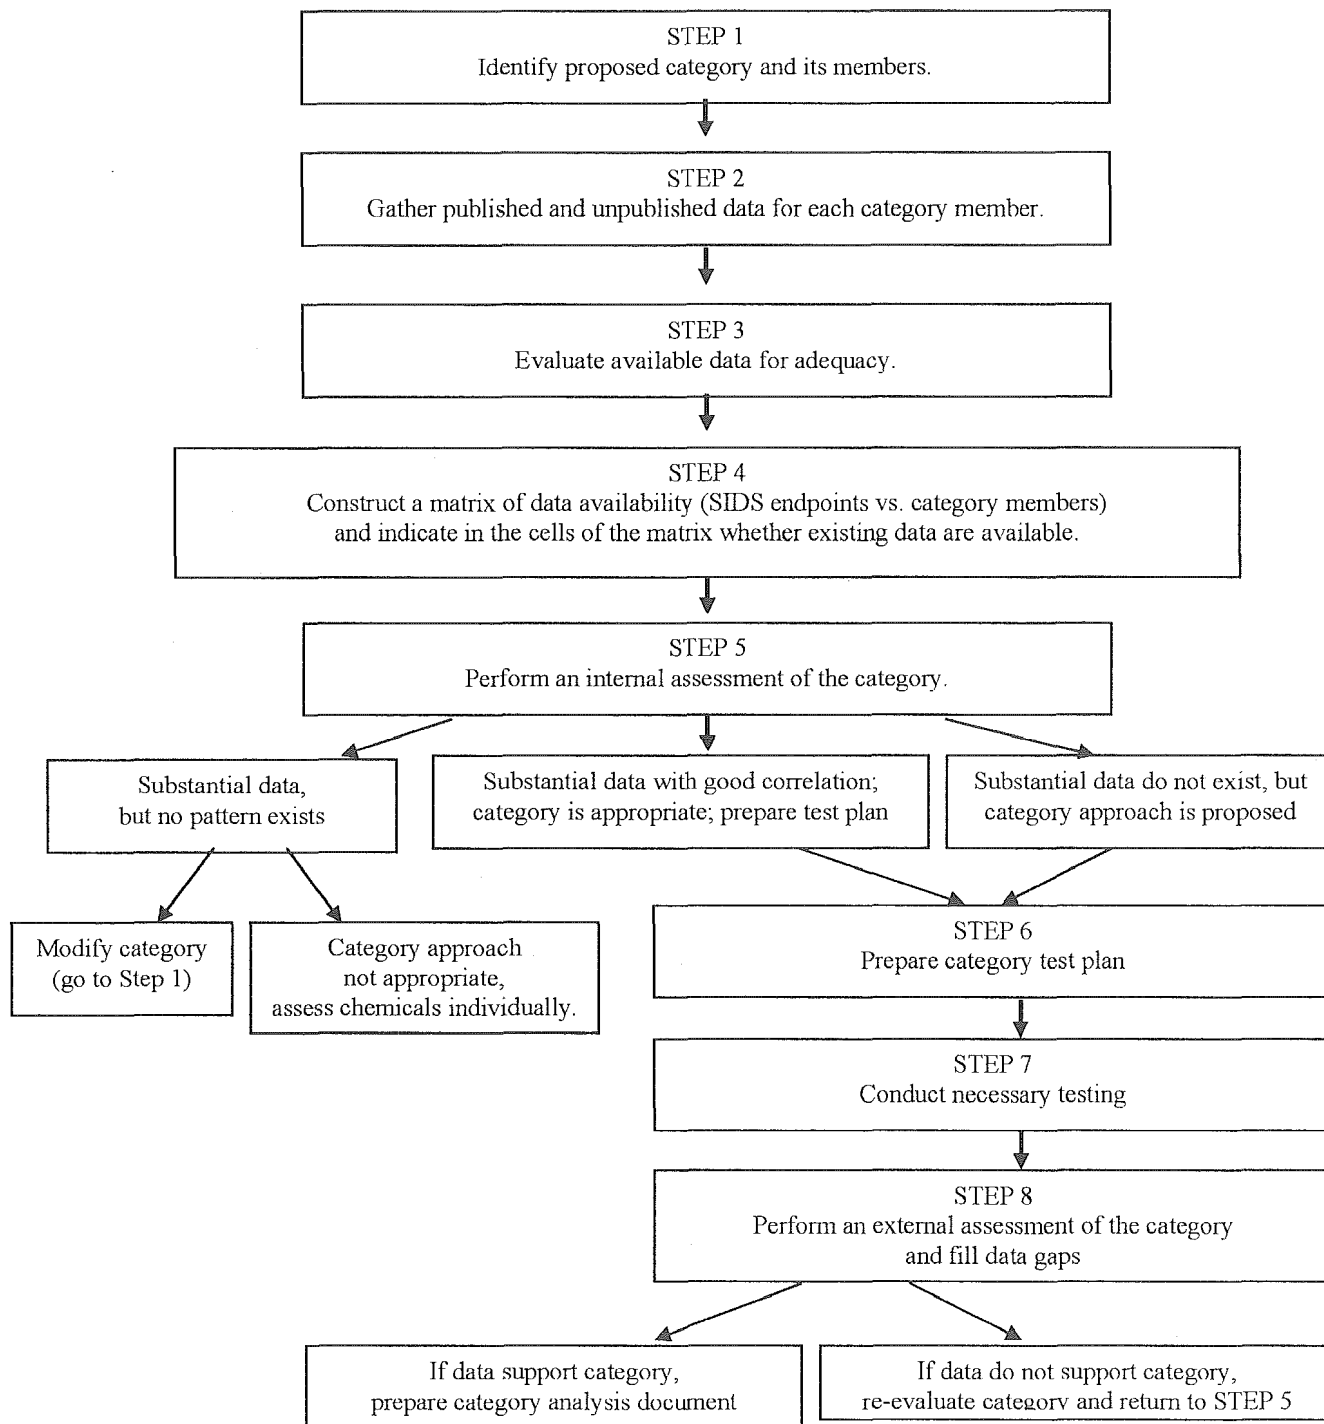 STEP 1
Identify proposed category and its members.
STEP 2
Gather published and unpublished data for each category member.
STEP 3
Evaluate available data for adequacy.
STEP 4
Construct a matrix of data availability (SIDS endpoints vs. category members)
and indicate in the cells of the matrix whether existing data are available.
STEP 5
Perform an internal assessment of the category.
Substantial data,
but no pattern exists
Substantial data with good correlation;
category is appropriate; prepare test plan
Substantial data do not exist, but
category approach is proposed
Modify category
(go to Step 1)
Category approach
not appropriate,
assess chemicals individually.
STEP 6
Prepare category test plan
STEP 7
Conduct necessary testing
STEP 8
Perform an external assessment of the category
and fill data gaps
If data support category,
prepare category analysis document
If data do not support category,
re-evaluate category and return to STEP 5